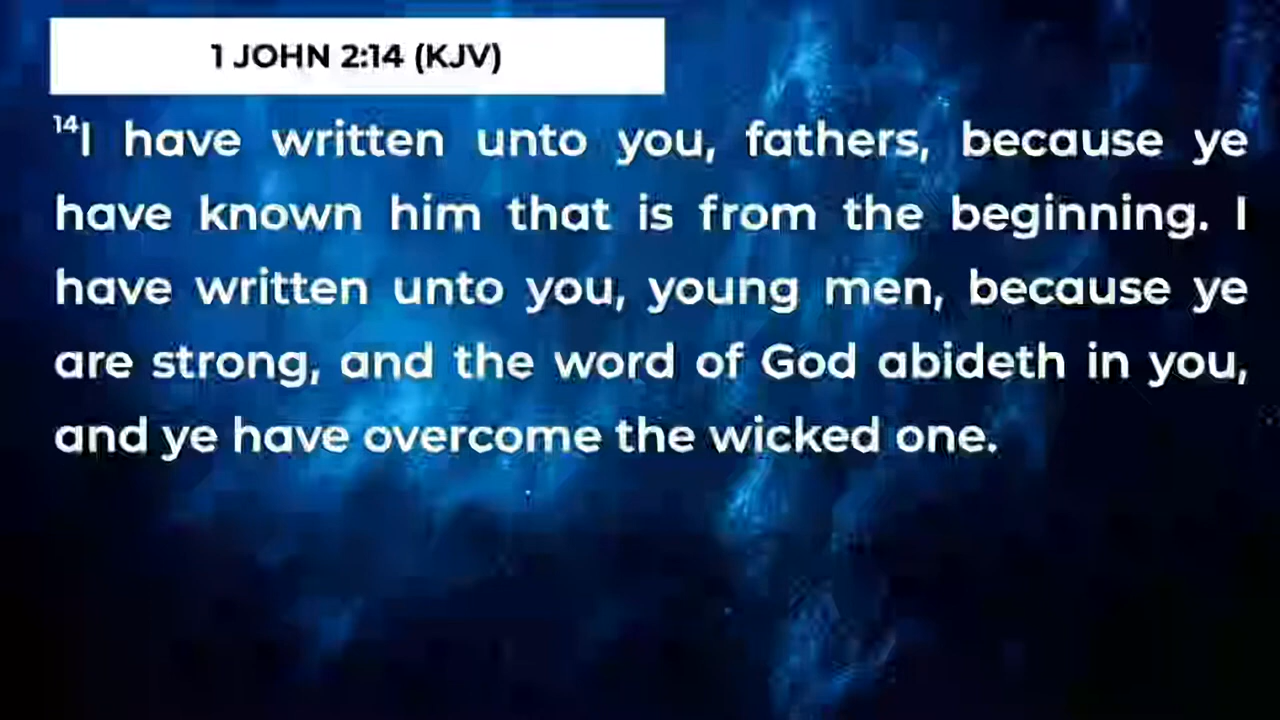 1 JOHN 2:14 (KJV)
14I have written unto you, fathers, because ye
have known him that is from the beginning. I
have written unto you, young men, because ye
are strong, and the word of God abideth in you,
and ye have overcome the wicked one.